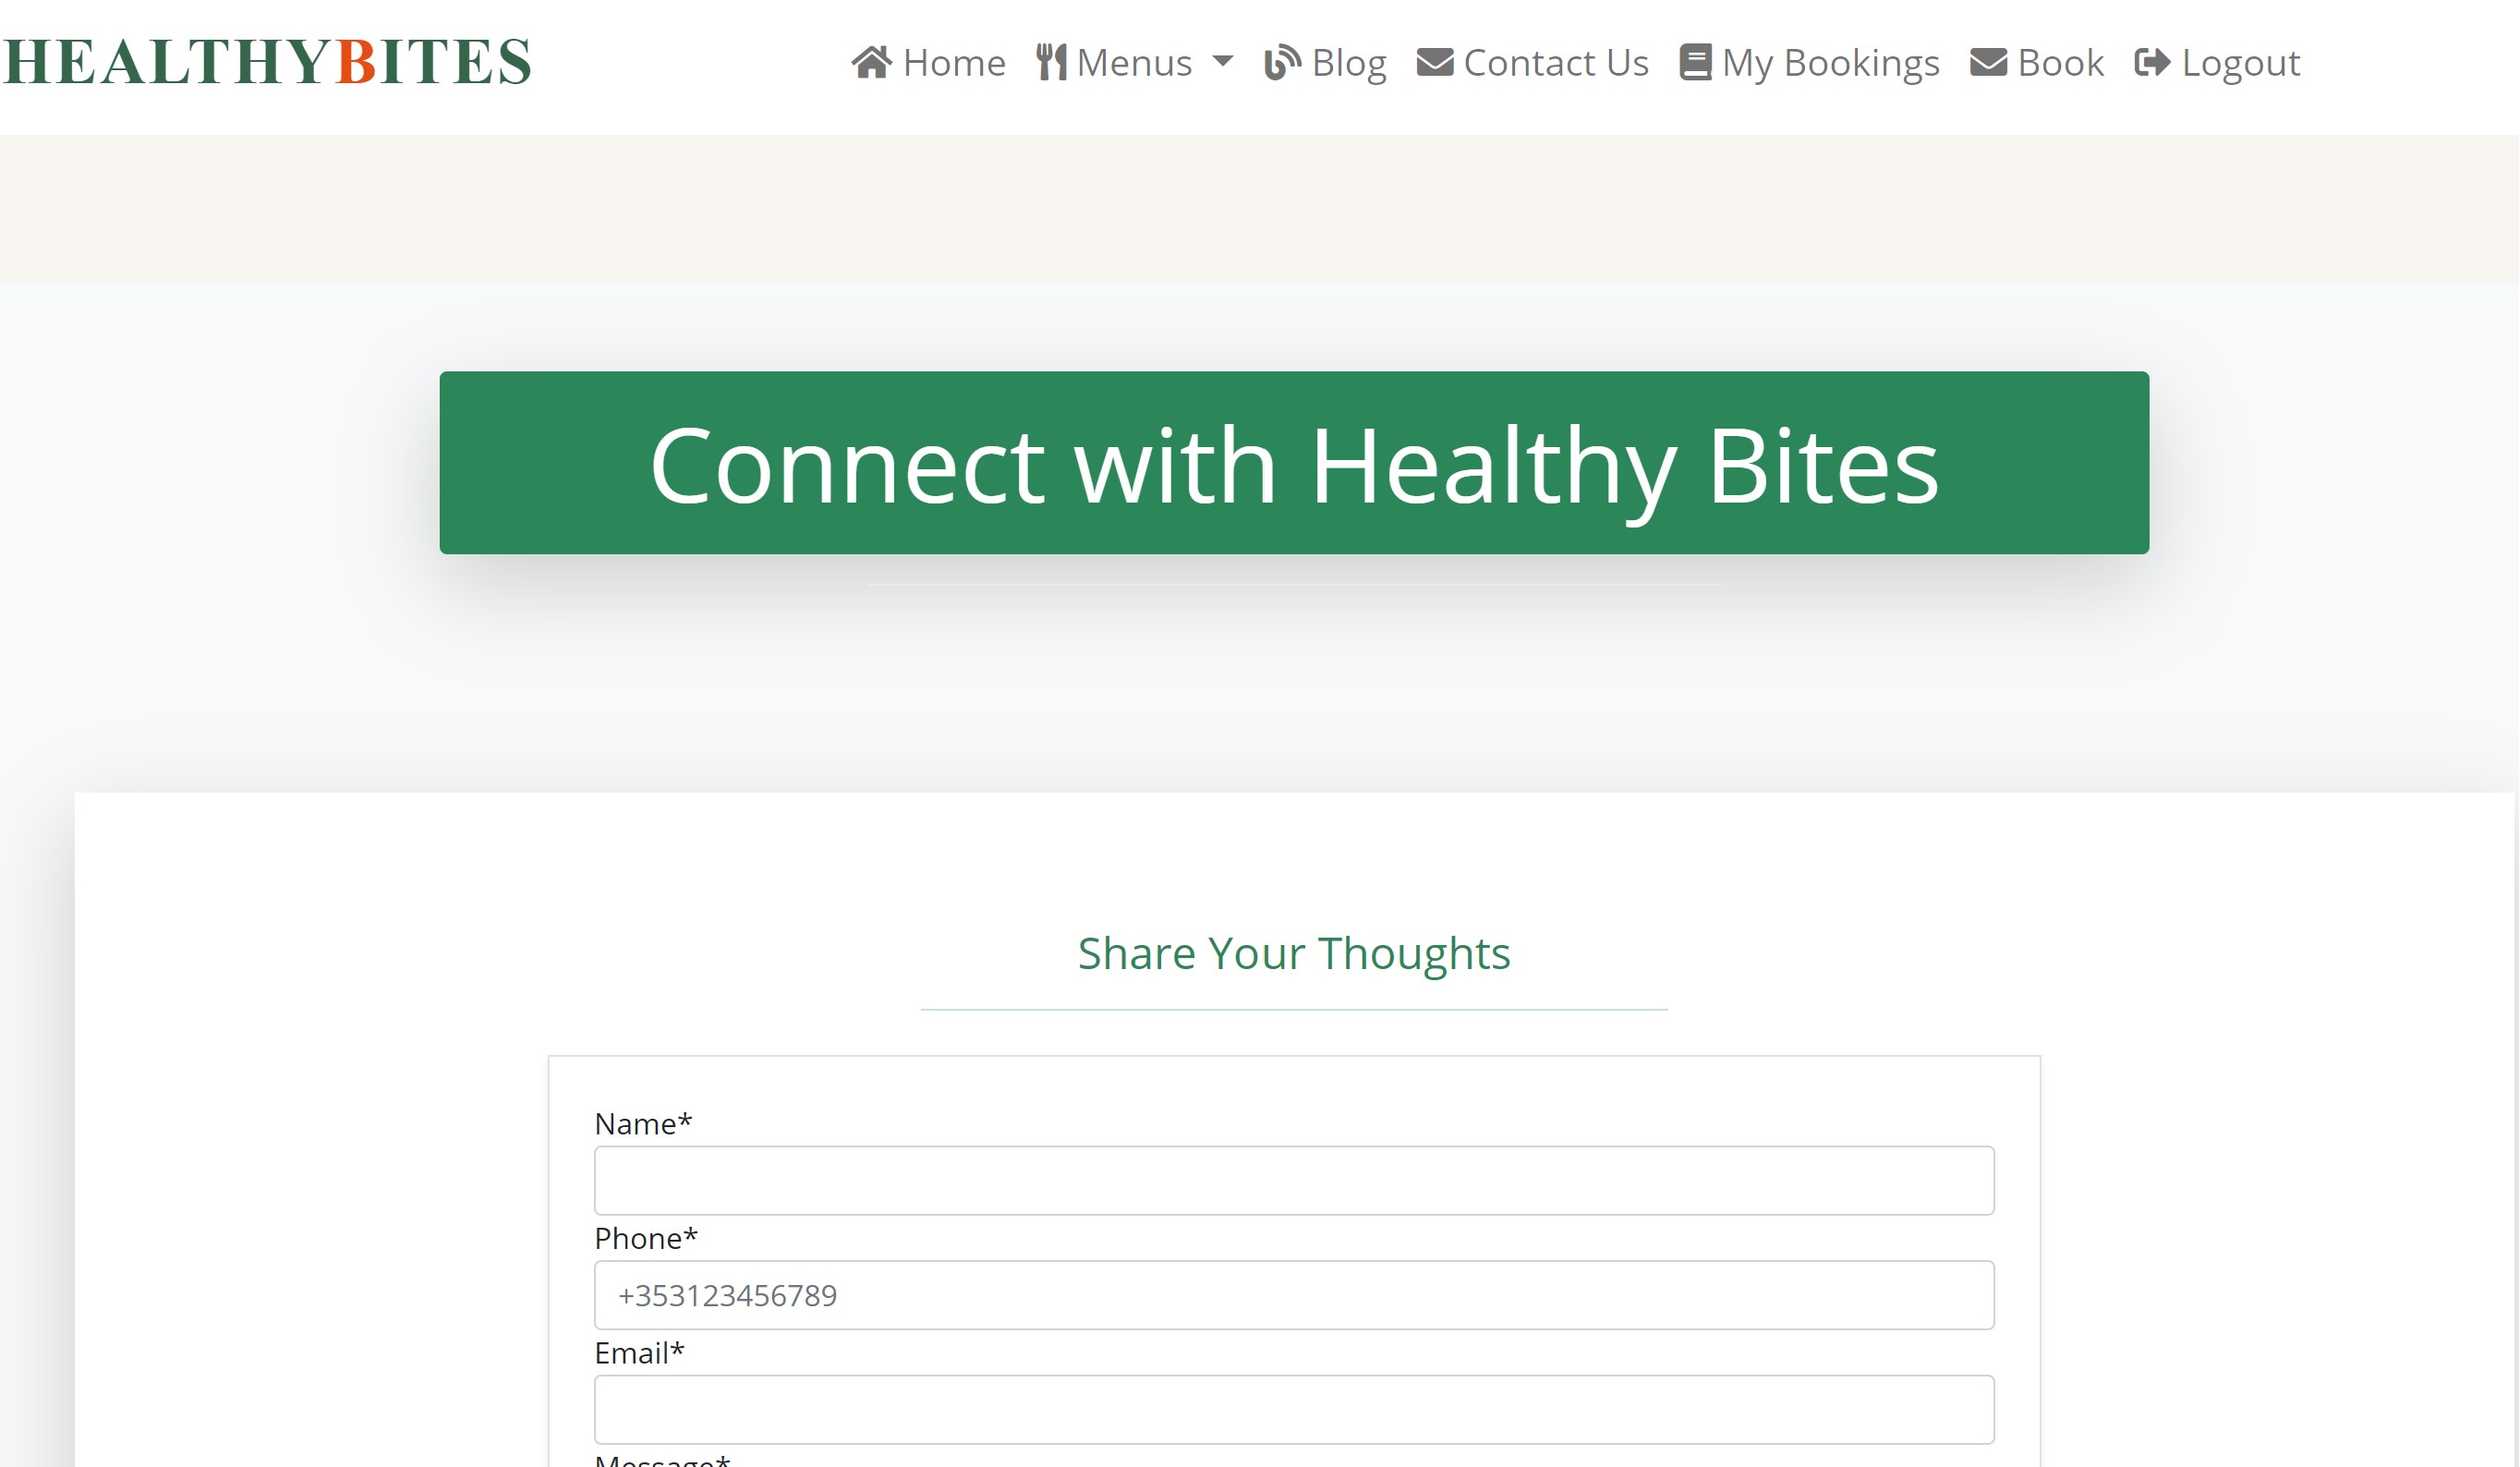 HEALTHYBITES
Home Menus Blog Contact Us My Bookings Book Logout
Connect with Healthy Bites
Share Your Thoughts
Name*
Phone*
+353123456789
Email*
Message*